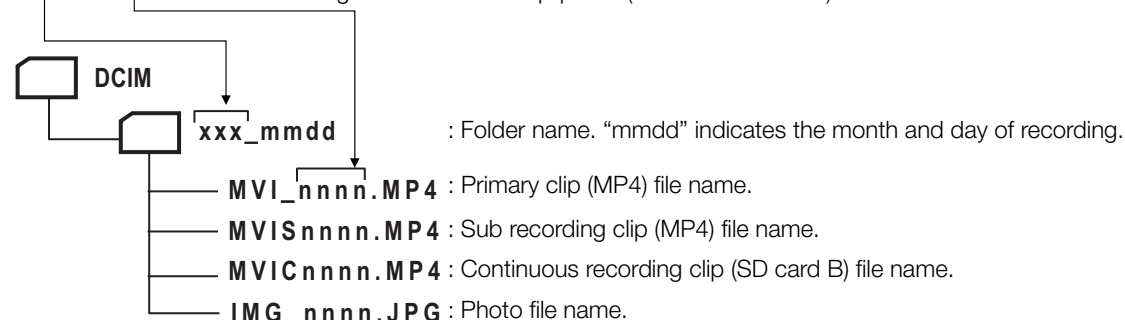 DCIM
xxx_mmdd : Folder name. “mmdd” indicates the month and day of recording.
MVI_nnnn.MP4 : Primary clip (MP4) file name.
MVISnnnn.MP4 : Sub recording clip (MP4) file name.
MVICnnnn.MP4 : Continuous recording clip (SD card B) file name.
IMG_nnnn.JPG : Photo file name.